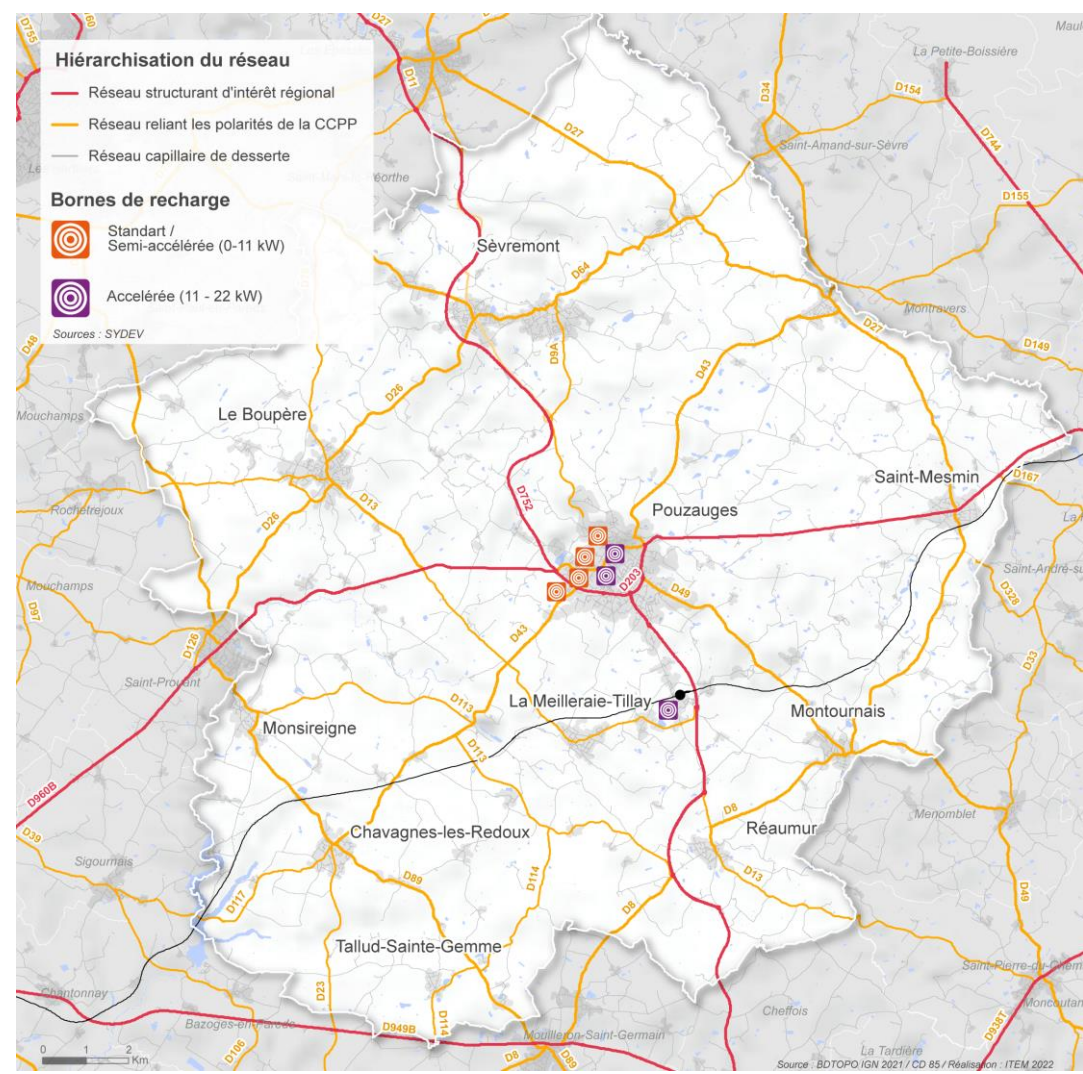 Hiérarchisation du réseau
Réseau structurant d'intérêt régional
Réseau reliant les polarités de la CCPP
Réseau capillaire de desserte
Bornes de recharge
Standart /
Semi-accélérée (0-11 kW)
Accelérée (11 - 22 kW)
Sources : SYDEV
D755
D27
D11
D34
La Petite-Boissière
D154
D744
D27
Saint-Amand-sur-Sèvre
D155
Sèvremont
D64
Montravers
D27
D149
D48
D9A
D43
D26
Mouchamps
Le Boupère
Saint-Mesmin
D167
D13
D752
Rochetrejoux
D26
Pouzauges
Mouchamps
D203
D49
D328
D97
D43
D126
D33
Saint-Prouant
D113
La Meilleraie-Tillay
Montournais
Monsireigne
D113
D960B
D8
Menomblet
D39
Chavagnes-les-Redoux
Réaumur
Sigournais
D89
D114
D13
D117
D49
D8
Tallud-Sainte-Gemme
D23
Chantonnay
Cheffois
Bazoges-en-Pareds
D949B
D114
Mouilleron-Saint-Germain
D938T
D106
D8
D89
La Tardière
0 1 2
Km
Source : BDTOPO IGN 2021 / CD 85 / Réalisation : ITEM 2022